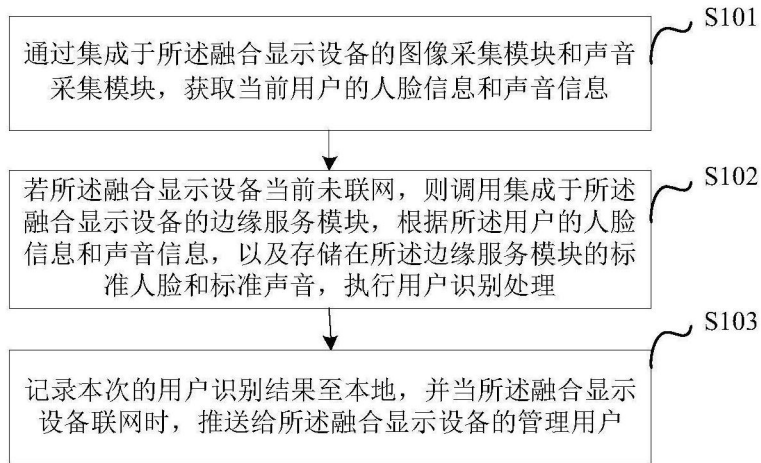 S101
通过集成于所述融合显示设备的图像采集模块和声音
采集模块，获取当前用户的人脸信息和声音信息
S102
若所述融合显示设备当前未联网，则调用集成于所述
融合显示设备的边缘服务模块，根据所述用户的人脸
信息和声音信息，以及存储在所述边缘服务模块的标
准人脸和标准声音，执行用户识别处理
S103
记录本次的用户识别结果至本地，并当所述融合显示
设备联网时，推送给所述融合显示设备的管理用户